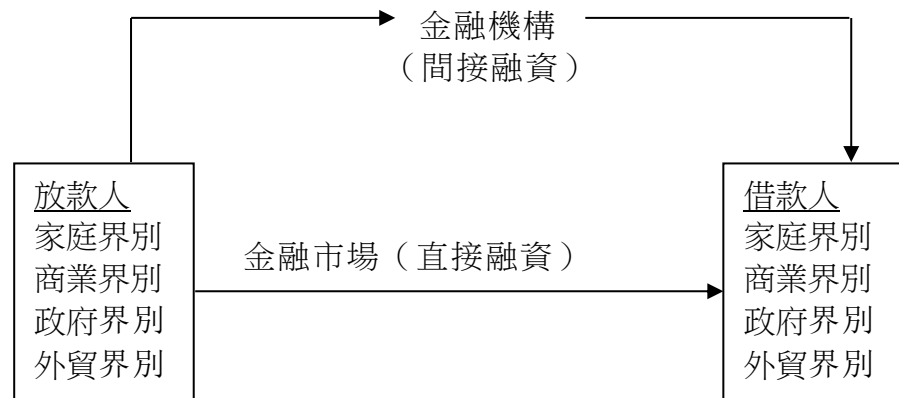 金融機構
（間接融資）
放款人
家庭界別
商業界別
政府界別
外貿界別
金融市場（直接融資）
借款人
家庭界別
商業界別
政府界別
外貿界別